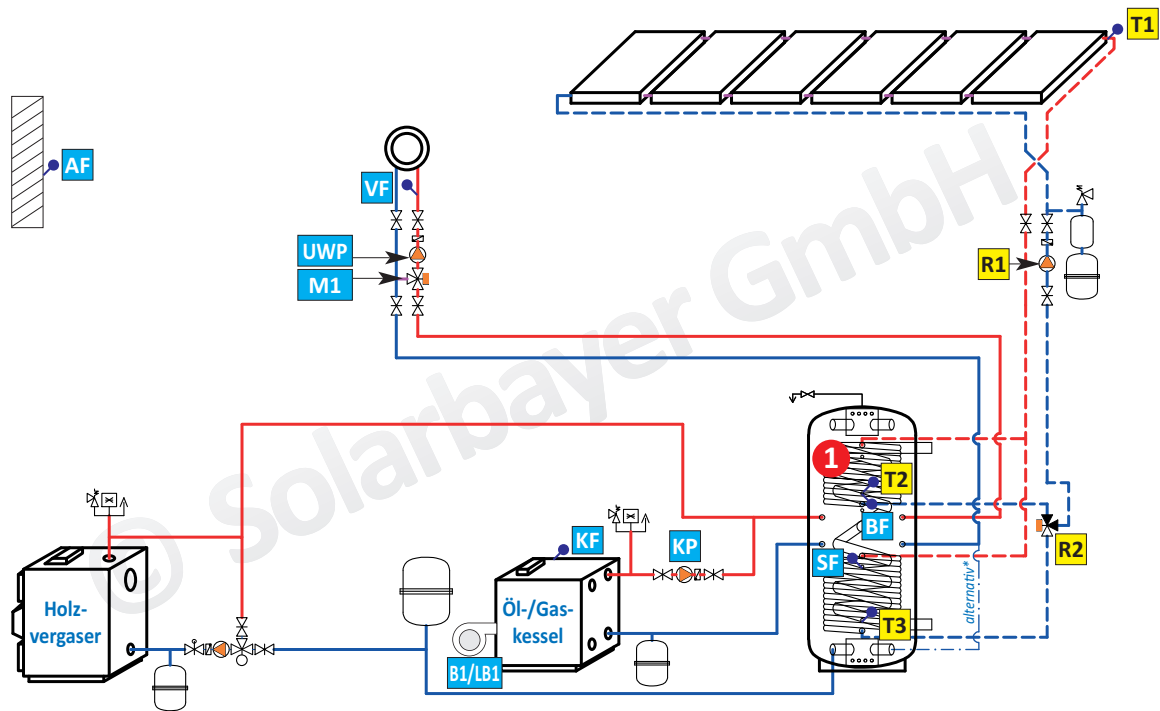 T1
AF
VF
UWP
M1
R1
1
T2
BF
SF
T3
R2
alternativ*
KF
KP
Holz-
vergaser
Öl-/Gas-
kessel
B1/LB1
© Solarbayer GmbH